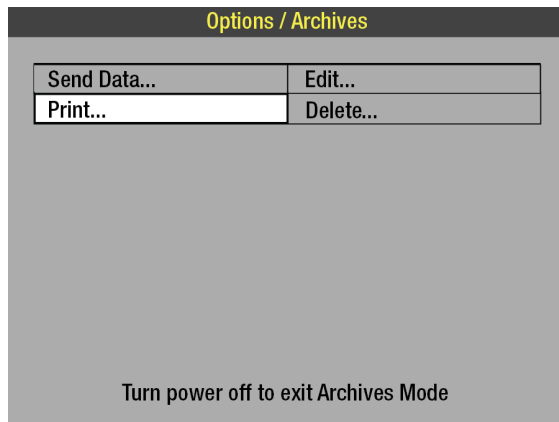 Options / Archives
Send Data... Edit...
Print... Delete...
Turn power off to exit Archives Mode